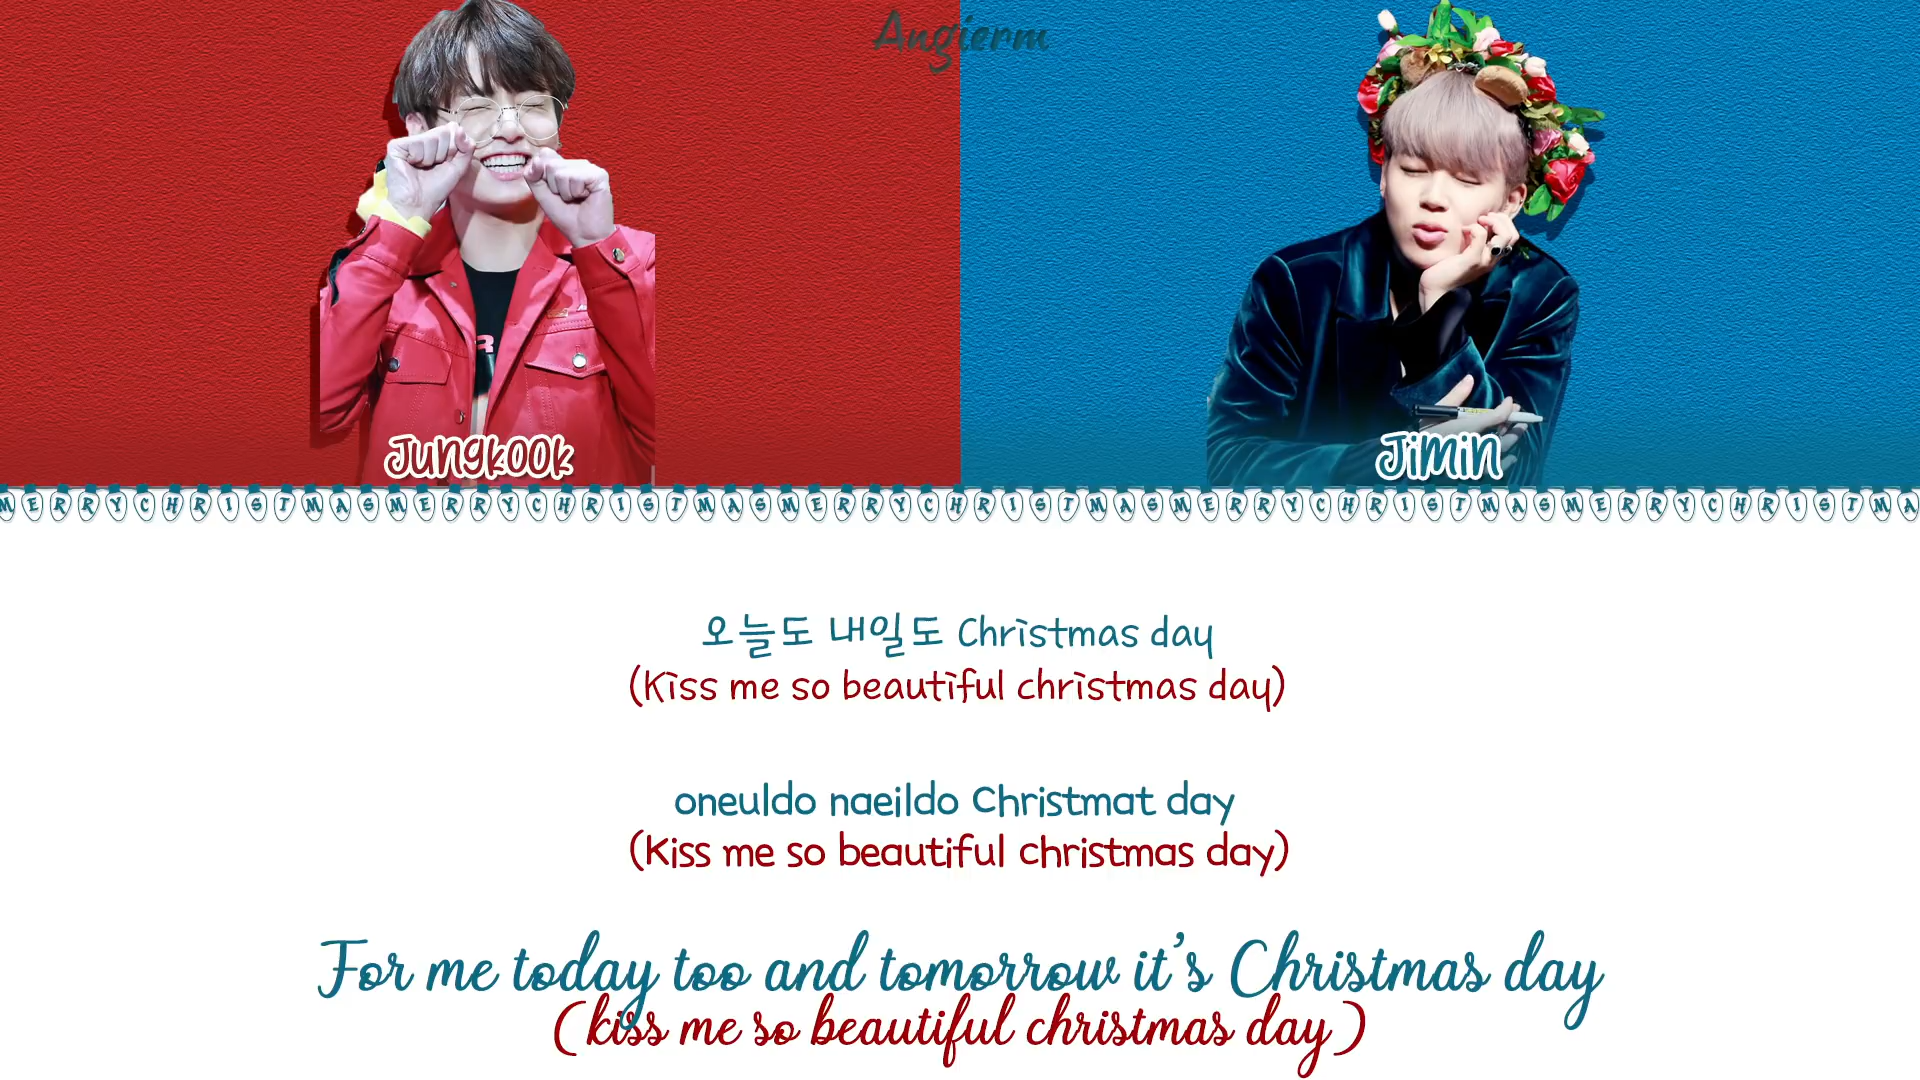 Angierm
Jungkook
Jimin
MERRYCHRISTMASMERRYCHRISTMASMERRYCHRISTMASMERRYCHRISTMASMERRYCHRISTMA
오늘도 내일도 Christmas day
(Kiss me so beautiful christmas day)
oneuldo naeildo Christmat day
(Kiss me so beautiful christmas day)
For me today too and tomorrow it's Christmas day
(kiss me so beautiful christmas day)